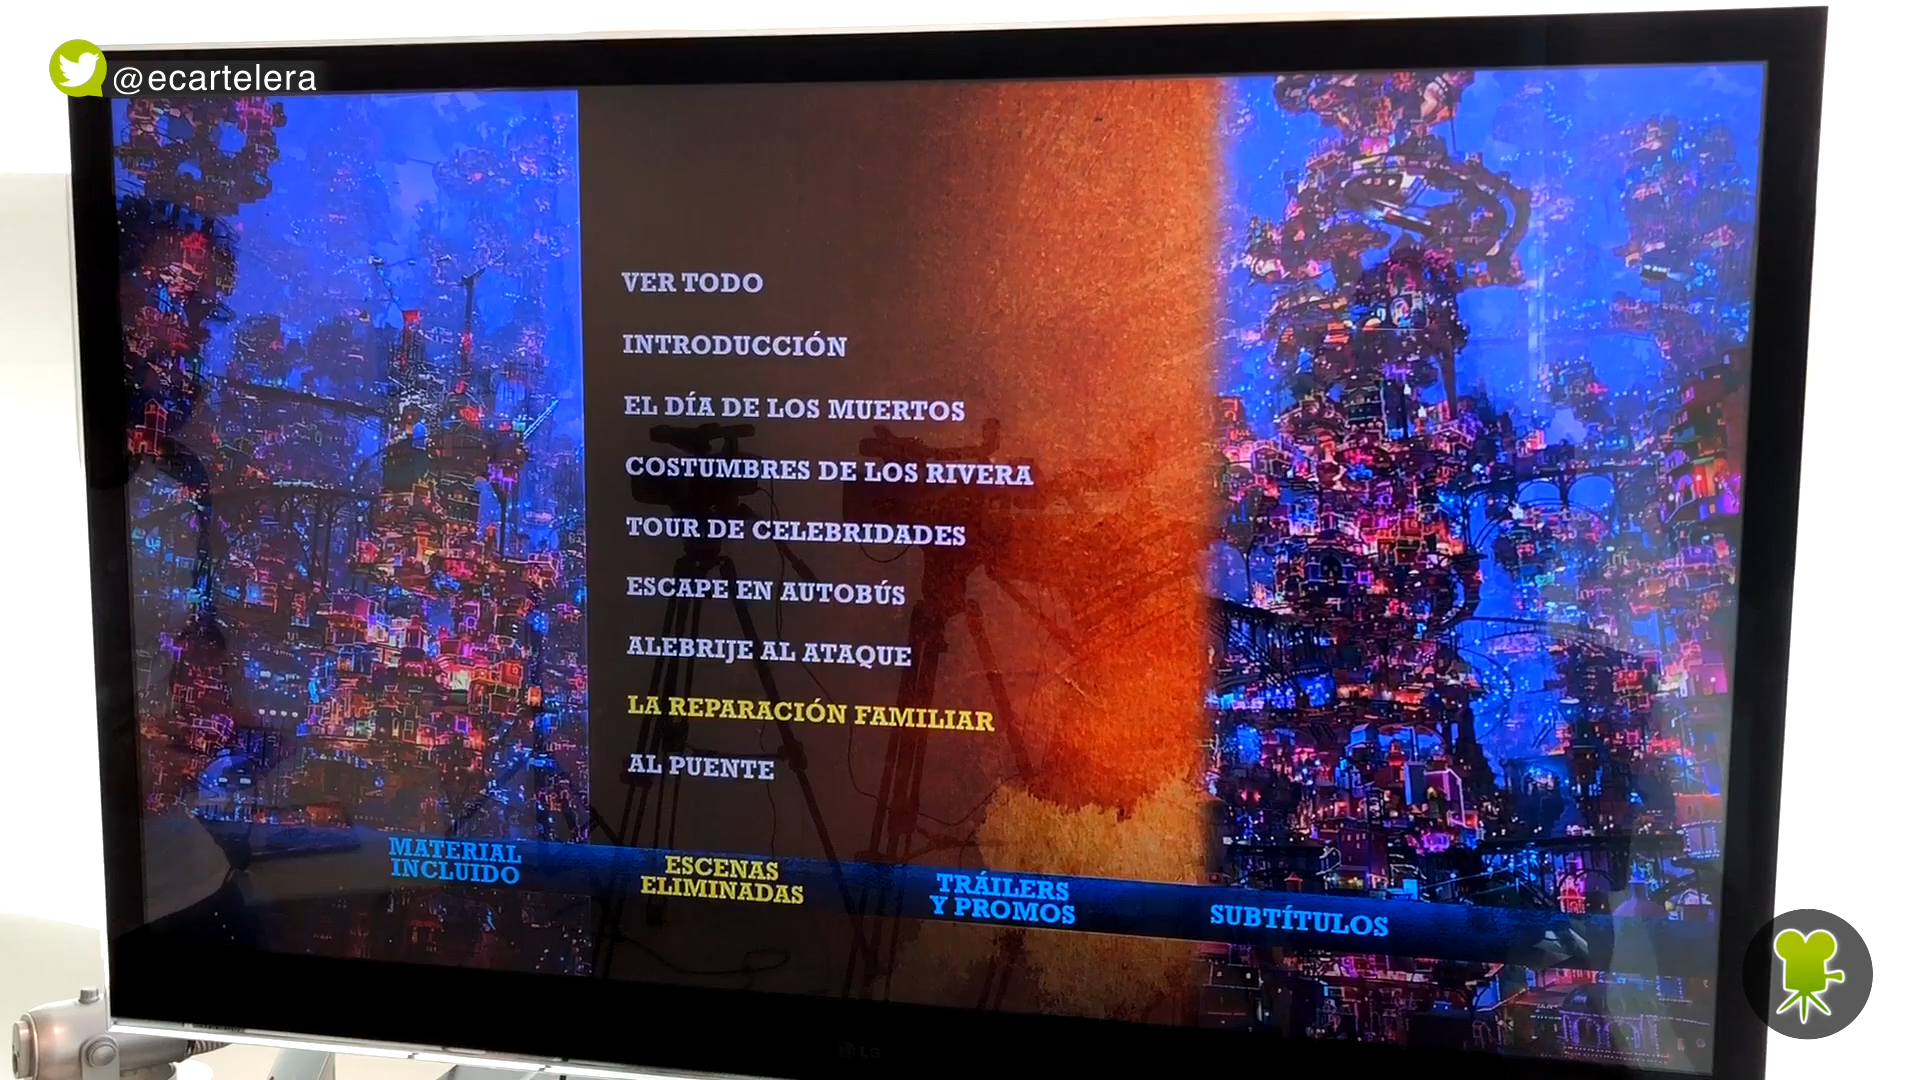 @ecartelera
VER TODO
INTRODUCCIÓN
EL DÍA DE LOS MUERTOS
COSTUMBRES DE LOS RIVERA
TOUR DE CELEBRIDADES
ESCAPE EN AUTOBÚS
ALEBRIJE AL ATAQUE
LA REPARACIÓN FAMILIAR
AL PUENTE
MATERIAL
INCLUIDO
ESCENAS
ELIMINADAS
TRÁILERS
Y PROMOS
SUBTÍTULOS
LG